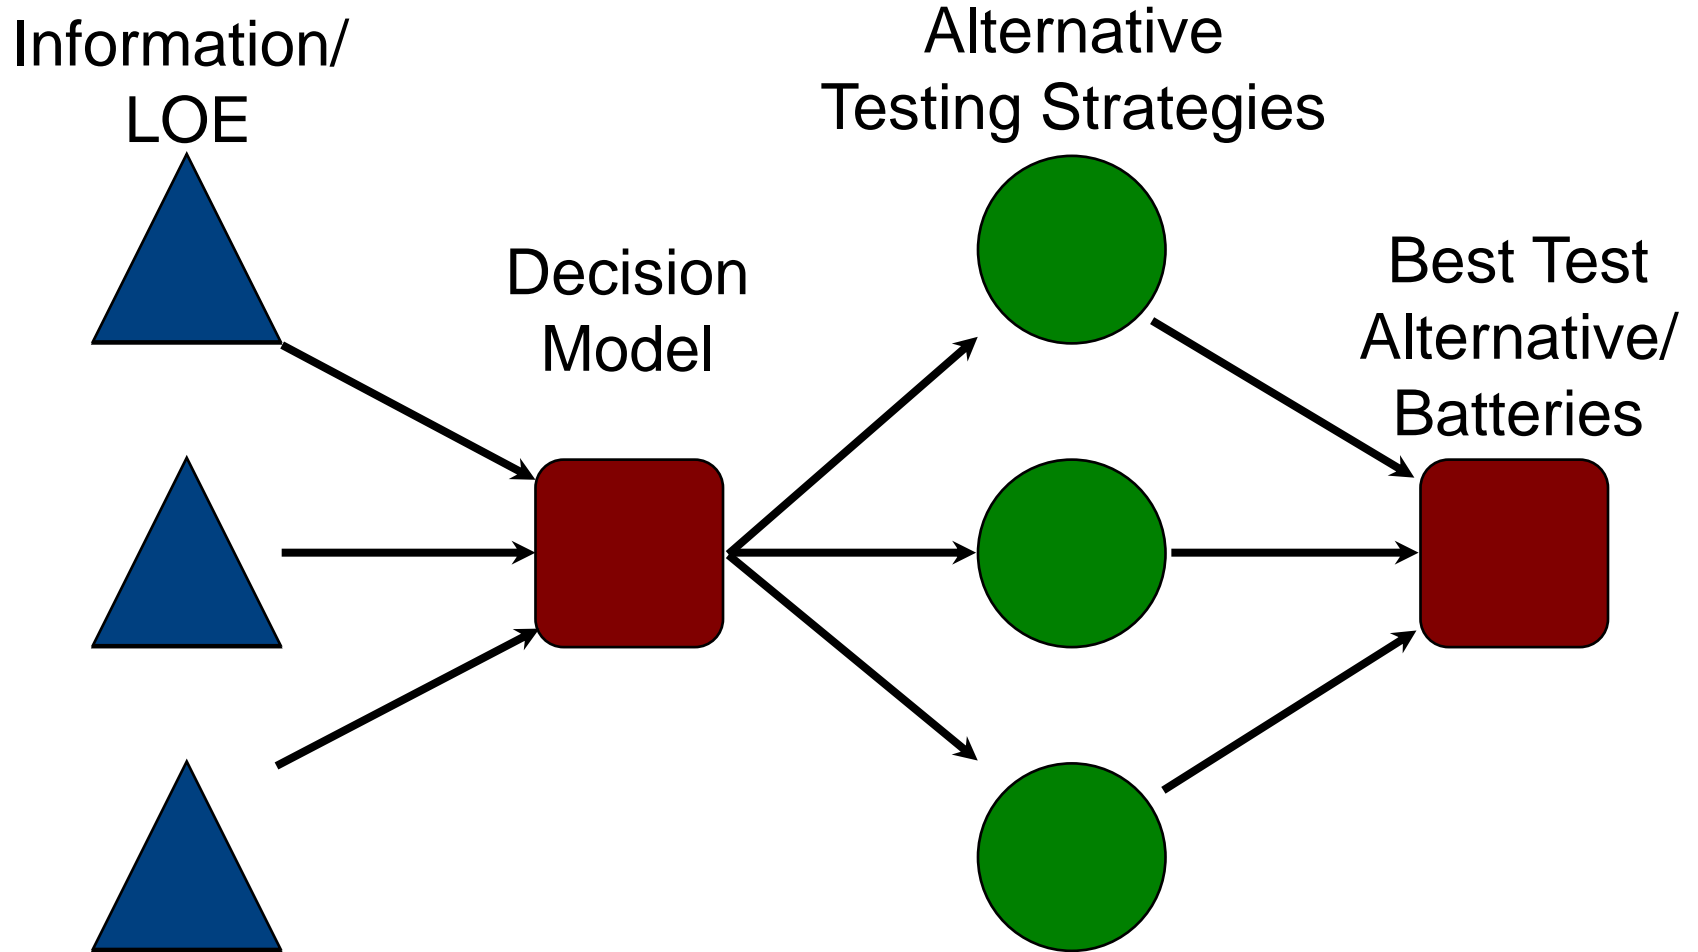 Information/
LOE
Decision
Model
Alternative
Testing Strategies
Best Test
Alternative/
Batteries